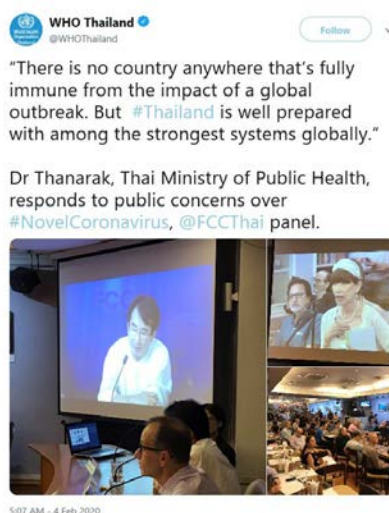 WHO Thailand
@WHOThailand
Follow
“There is no country anywhere that’s fully
immune from the impact of a global
outbreak. But #Thailand is well prepared
with among the strongest systems globally.”
Dr Thanarak, Thai Ministry of Public Health,
responds to public concerns over
#NovelCoronavirus, @FCCThai panel.
5:07 AM - 4 Feb 2020